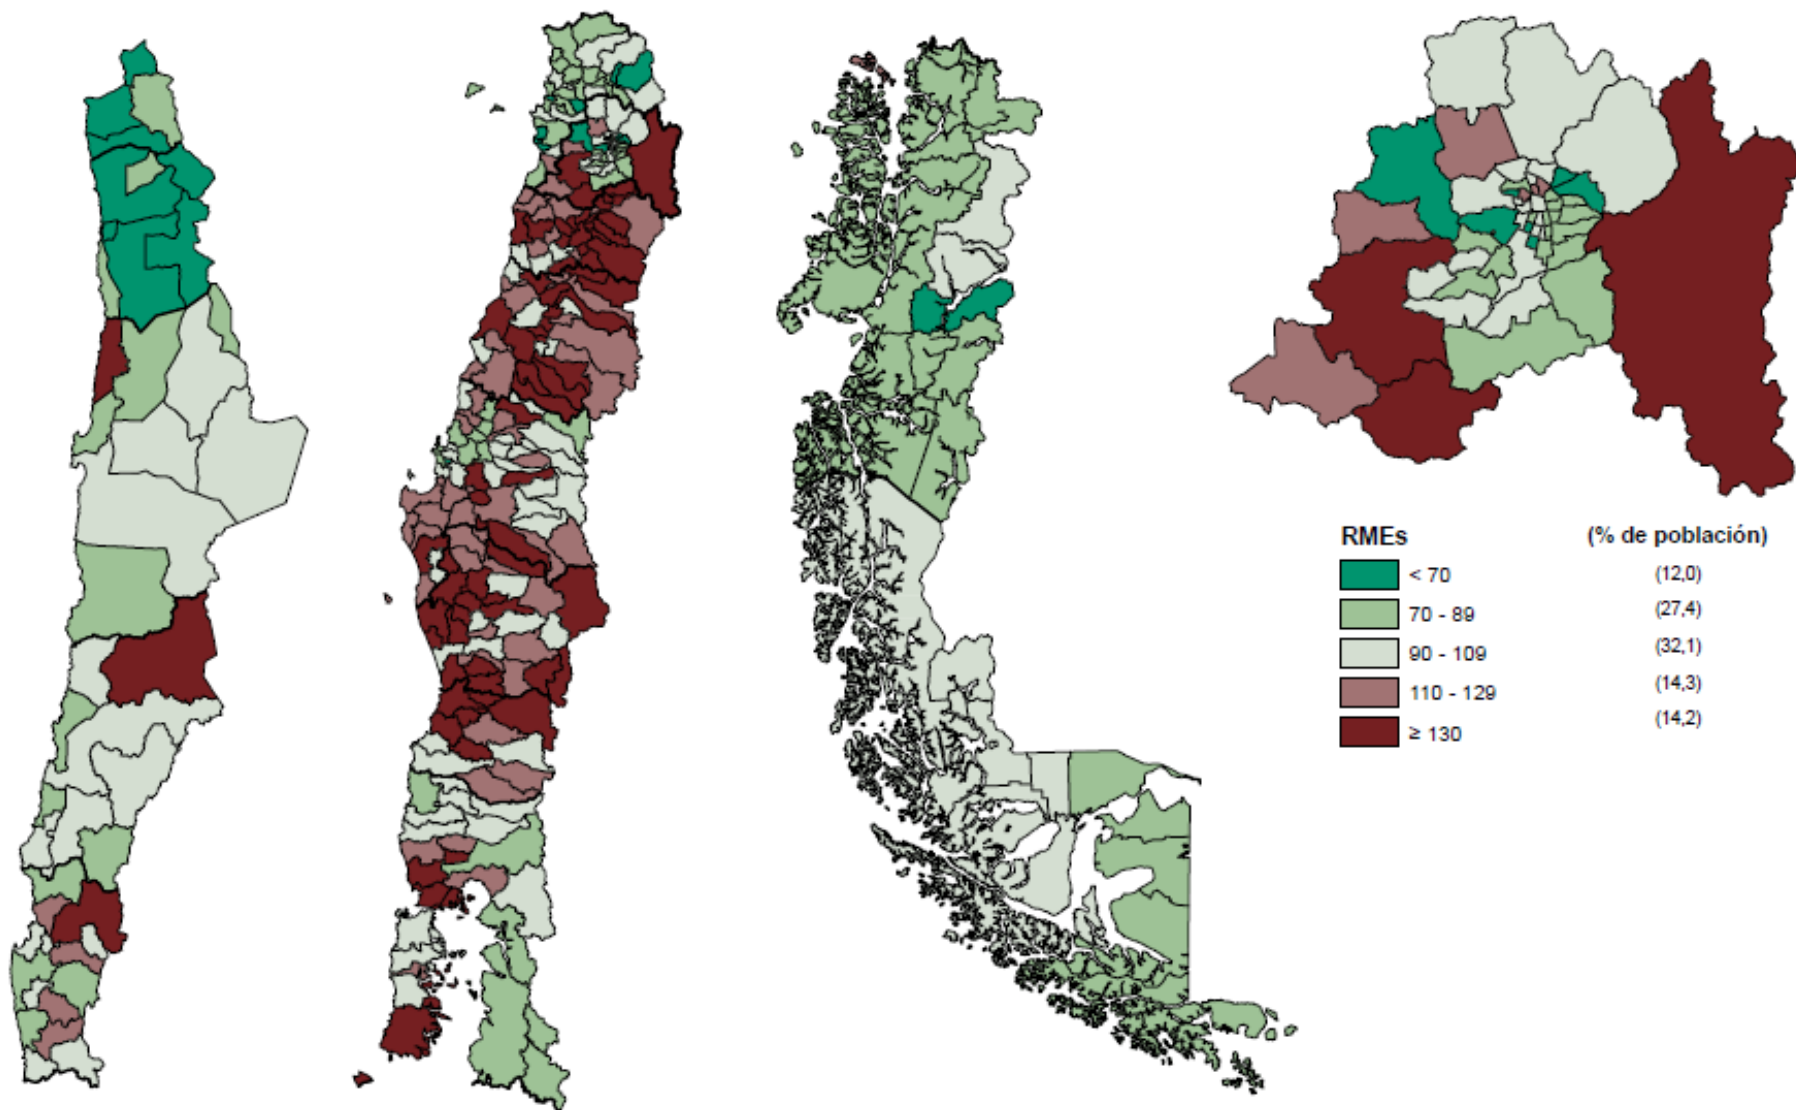 RMEs (% de población)
< 70 (12,0)
70 - 89 (27,4)
90 - 109 (32,1)
110 - 129 (14,3)
≥ 130 (14,2)